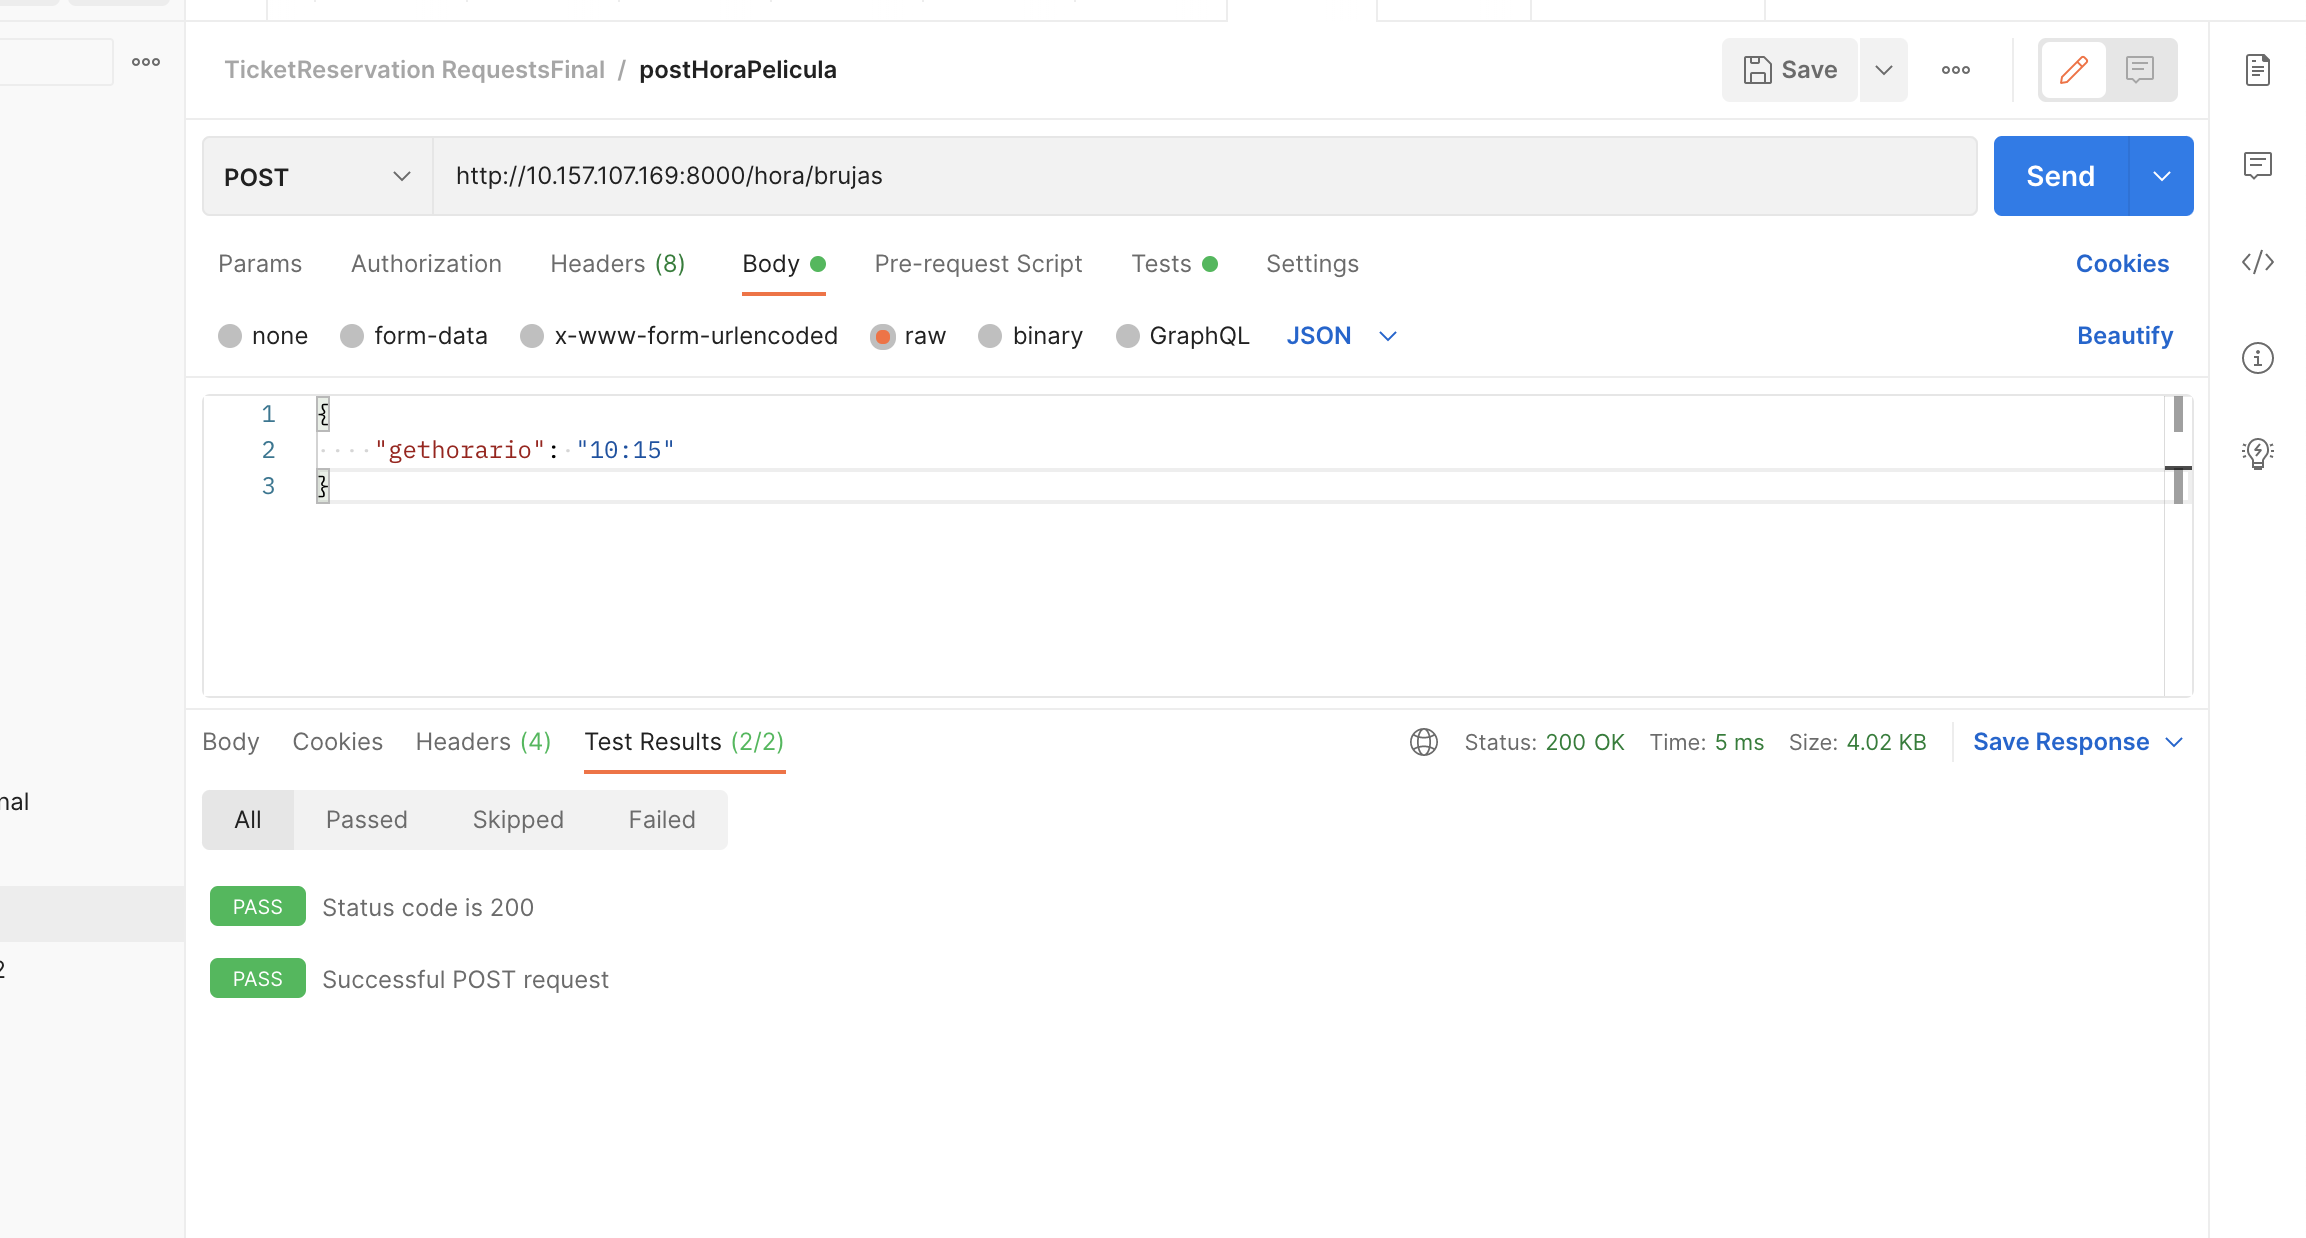 TicketReservation RequestsFinal / postHoraPelicula
Save
POST
http://10.157.107.169:8000/hora/brujas
Send
Params Authorization Headers (8) Body Pre-request Script Tests Settings Cookies
none form-data x-www-form-urlencoded raw binary GraphQL JSON Beautify
1 {
2 "gethorario": "10:15"
3 }
Body Cookies Headers (4) Test Results (2/2) Status: 200 OK Time: 5 ms Size: 4.02 KB Save Response
nal
All Passed Skipped Failed
PASS Status code is 200
2
PASS Successful POST request